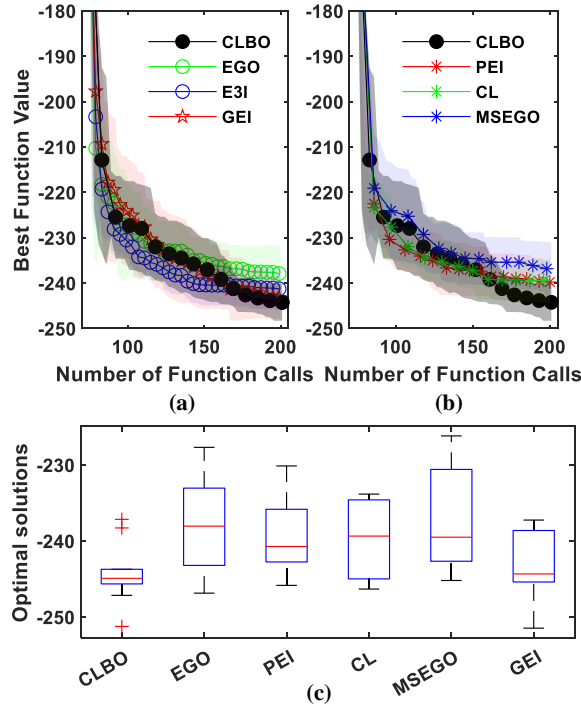 -180
-190
-200
-210
-220
-230
-240
-250
Best Function Value
CLBO
EGO
E3I
GEI
100
150
200
Number of Function Calls
(a)
-180
-190
-200
-210
-220
-230
-240
-250
CLBO
PEI
CL
MSEGO
100
150
200
Number of Function Calls
(b)
Optimal solutions
-230
-240
-250
CLBO
EGO
PEI
CL
MSEGO
GEI
(c)